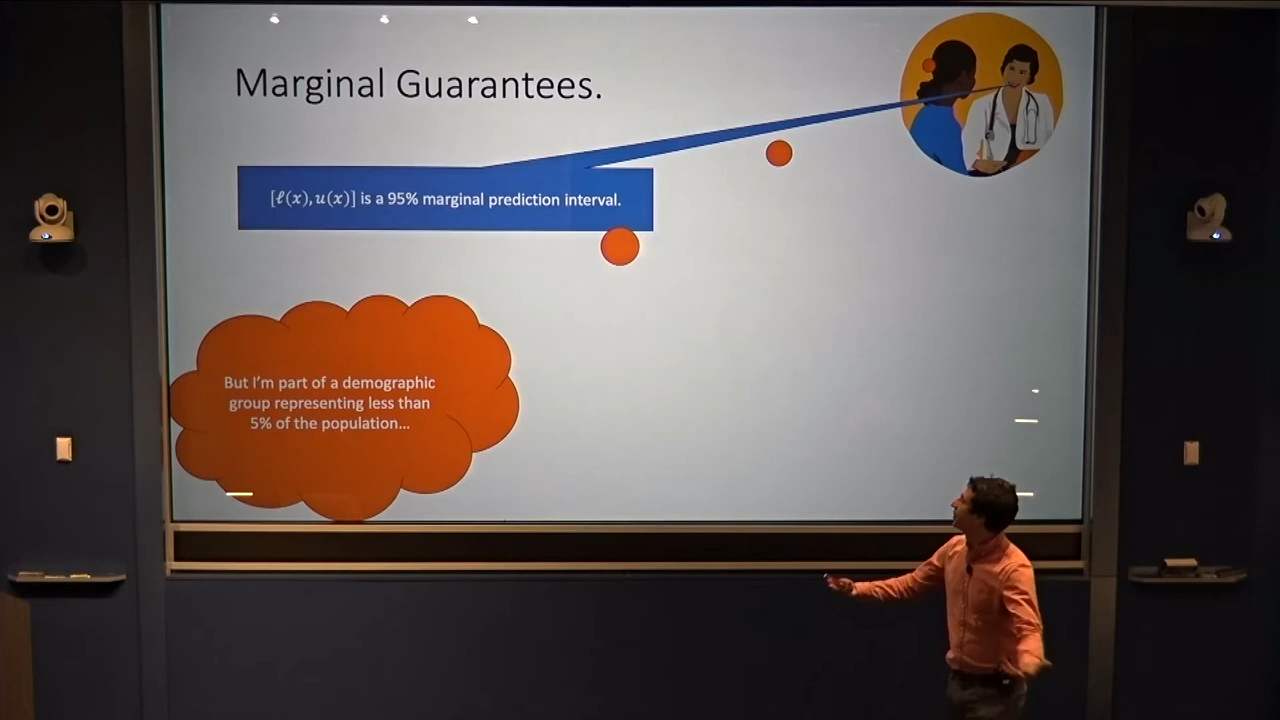 Marginal Guarantees.
[ℓ(x), u(x)] is a 95% marginal prediction interval.
But I'm part of a demographic
group representing less than
5% of the population...